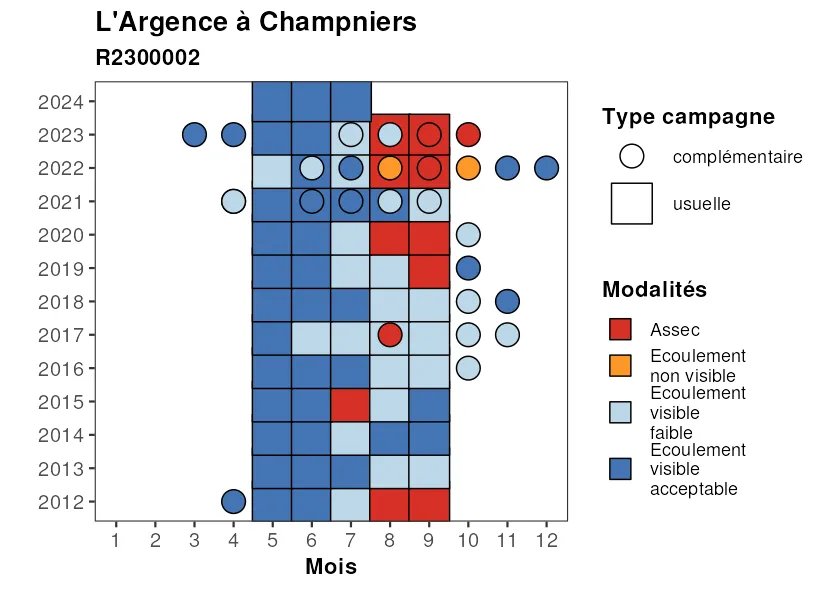 L'Argence à Champniers
R2300002
2024
2023
2022
2021
2020
2019
2018
2017
2016
2015
2014
2013
2012
1 2 3 4 5 6 7 8 9 10 11 12
Mois
Type campagne
complémentaire
usuelle
Modalités
Assec
Ecoulement
non visible
Ecoulement
visible
faible
Ecoulement
visible
acceptable